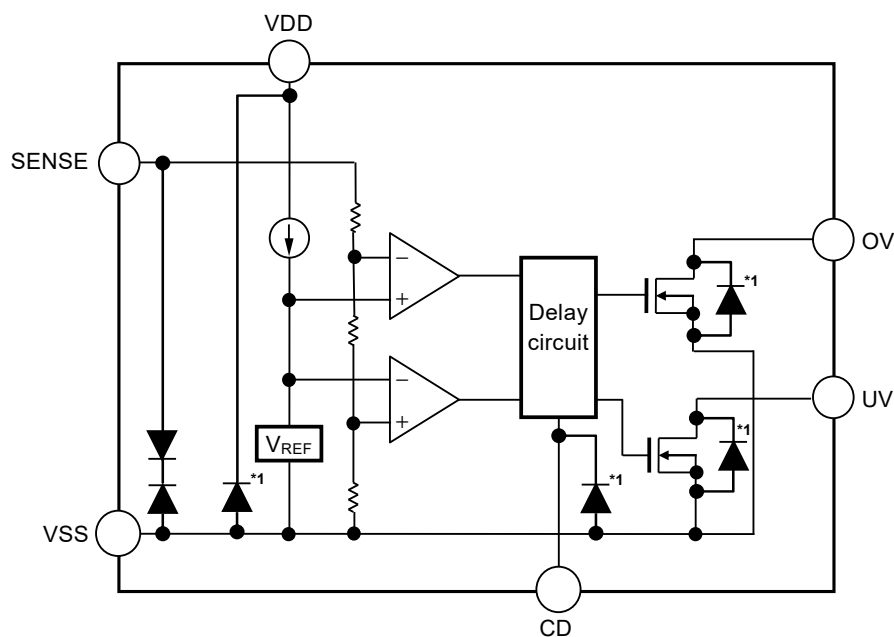 VDD
SENSE
OV
*1
−
+
Delay
circuit
−
+
UV
*1
VREF
*1
*1
VSS
CD